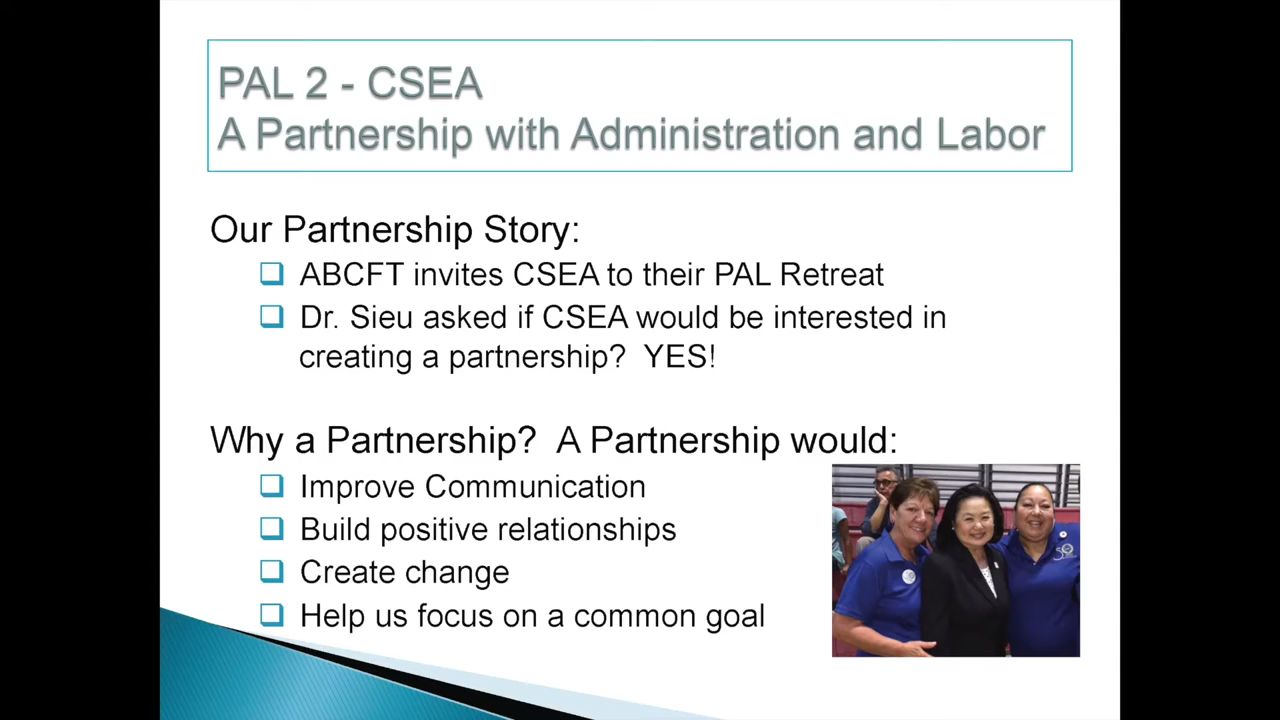 PAL 2 - CSEA
A Partnership with Administration and Labor
Our Partnership Story:
ABCFT invites CSEA to their PAL Retreat
Dr. Sieu asked if CSEA would be interested in
creating a partnership?  YES!
Why a Partnership?  A Partnership would:
Improve Communication
Build positive relationships
Create change
Help us focus on a common goal